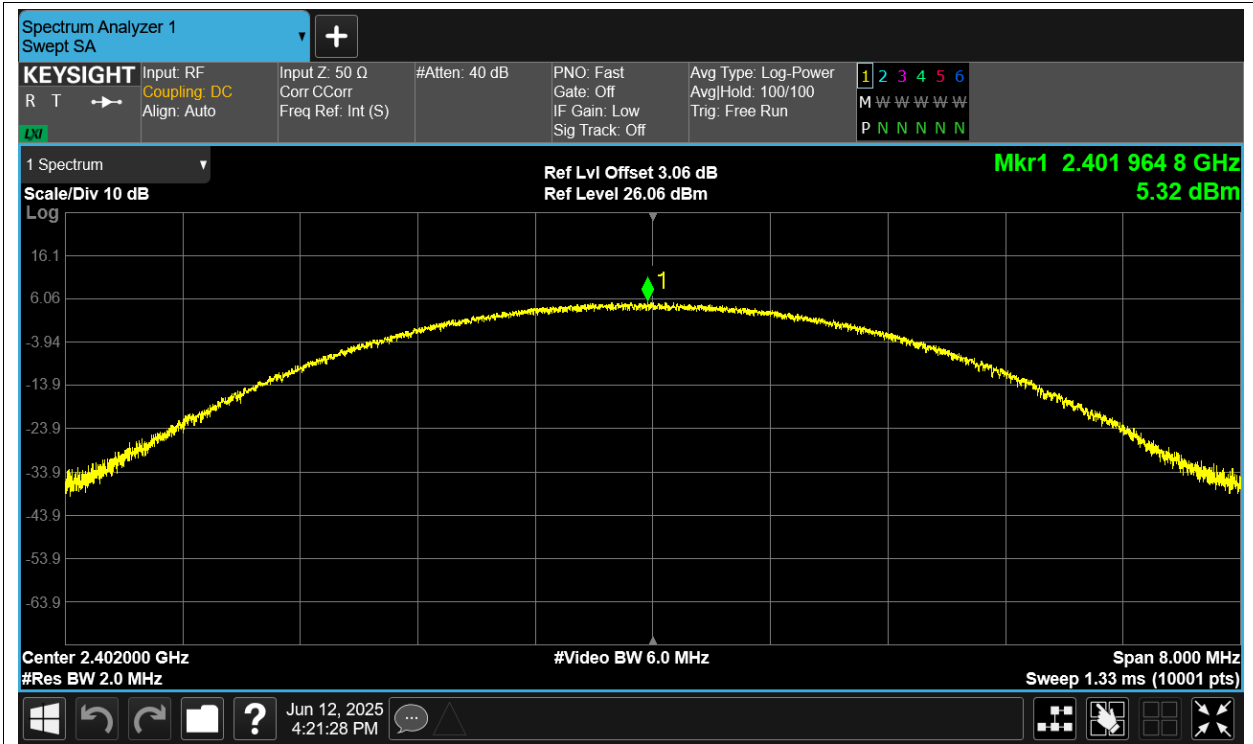 Spectrum Analyzer 1
Swept SA
KEYSIGHT
R T
LXI
Input: RF
Coupling: DC
Align: Auto
Input Z: 50 Ω
Corr CCorr
Freq Ref: Int (S)
#Atten: 40 dB
PNO: Fast
Gate: Off
IF Gain: Low
Sig Track: Off
Avg Type: Log-Power
Avg|Hold: 100/100
Trig: Free Run
1 2 3 4 5 6
M W W W W W
P N N N N N
1 Spectrum
Scale/Div 10 dB
Log
Ref Lvl Offset 3.06 dB
Ref Level 26.06 dBm
Mkr1 2.401 964 8 GHz
5.32 dBm
1
16.1
6.06
-3.94
-13.9
-23.9
-33.9
-43.9
-53.9
-63.9
Center 2.402000 GHz
#Res BW 2.0 MHz
#Video BW 6.0 MHz
Span 8.000 MHz
Sweep 1.33 ms (10001 pts)
?
Jun 12, 2025
4:21:28 PM